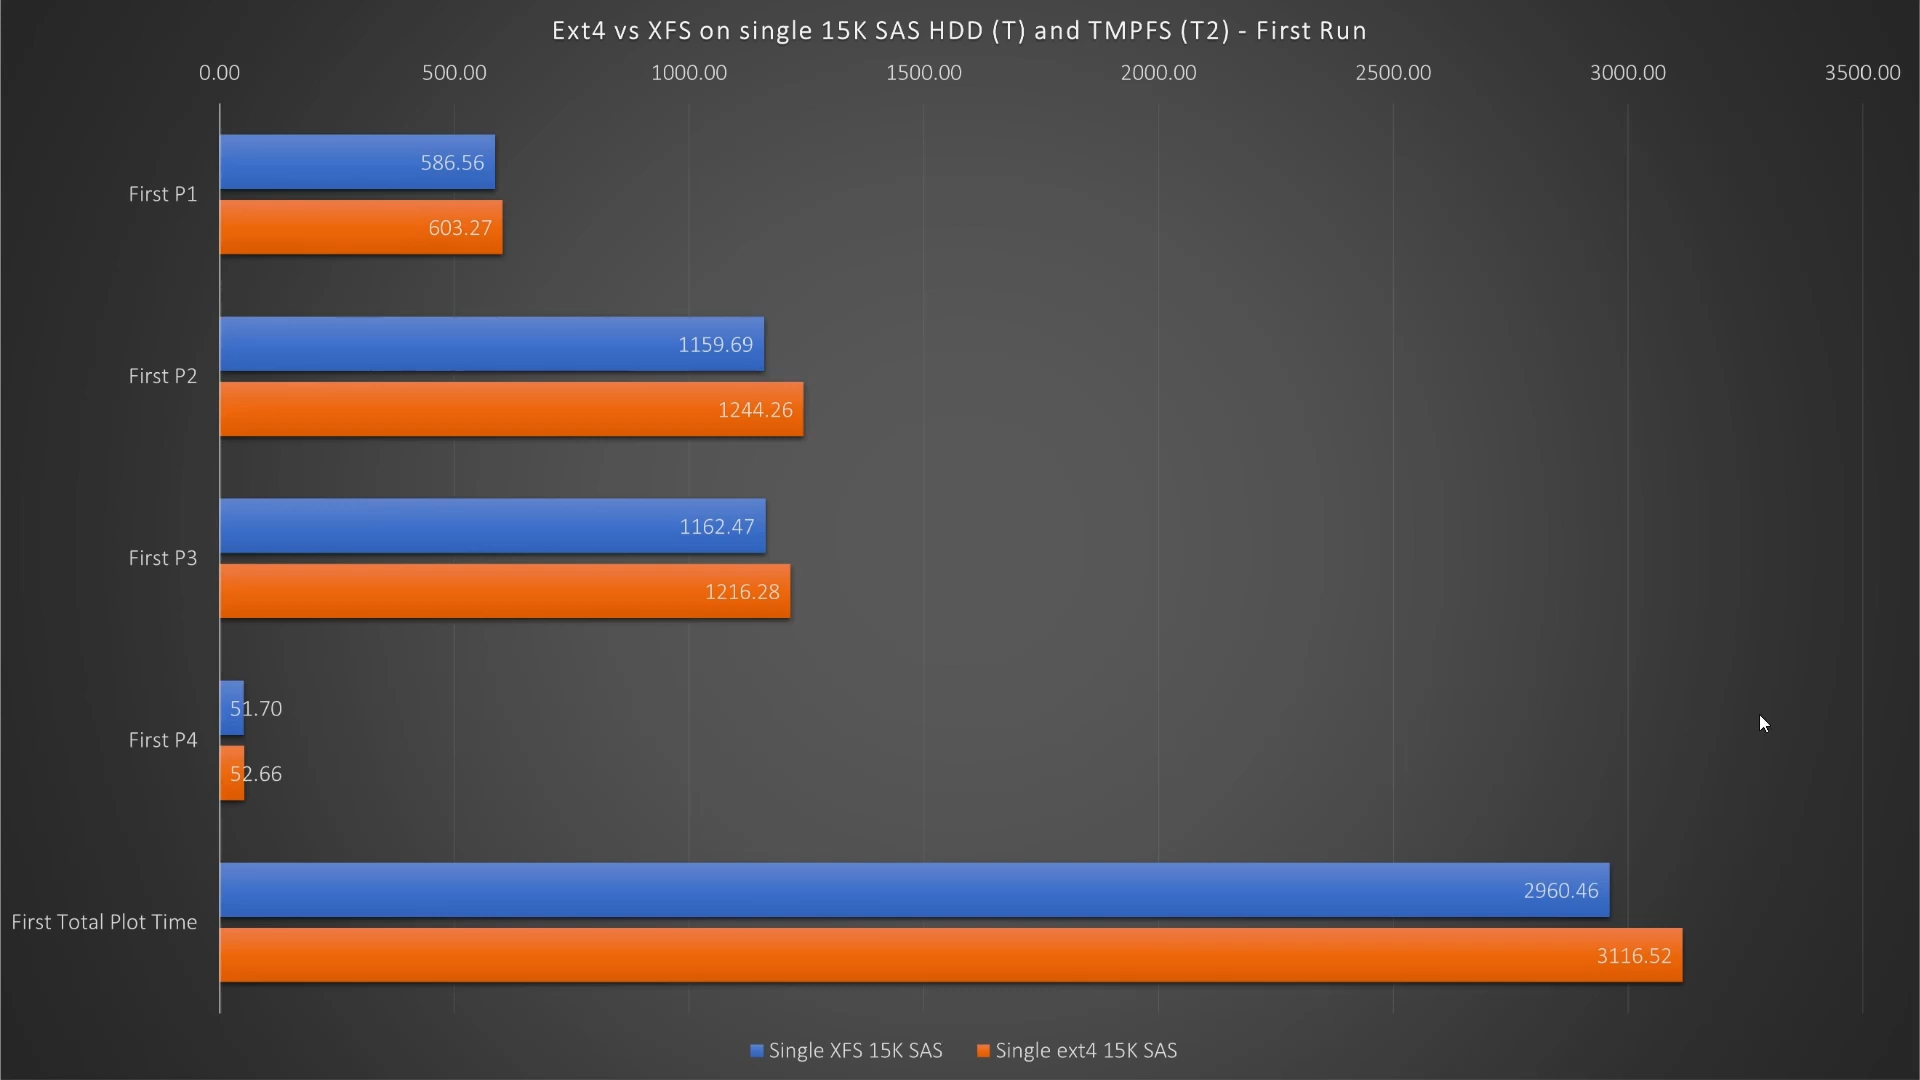 Ext4 vs XFS on single 15K SAS HDD (T) and TMPFS (T2) - First Run
0.00 500.00 1000.00 1500.00 2000.00 2500.00 3000.00 3500.00
First P1
586.56
603.27
First P2
1159.69
1244.26
First P3
1162.47
1216.28
First P4
51.70
52.66
First Total Plot Time
2960.46
3116.52
Single XFS 15K SAS Single ext4 15K SAS